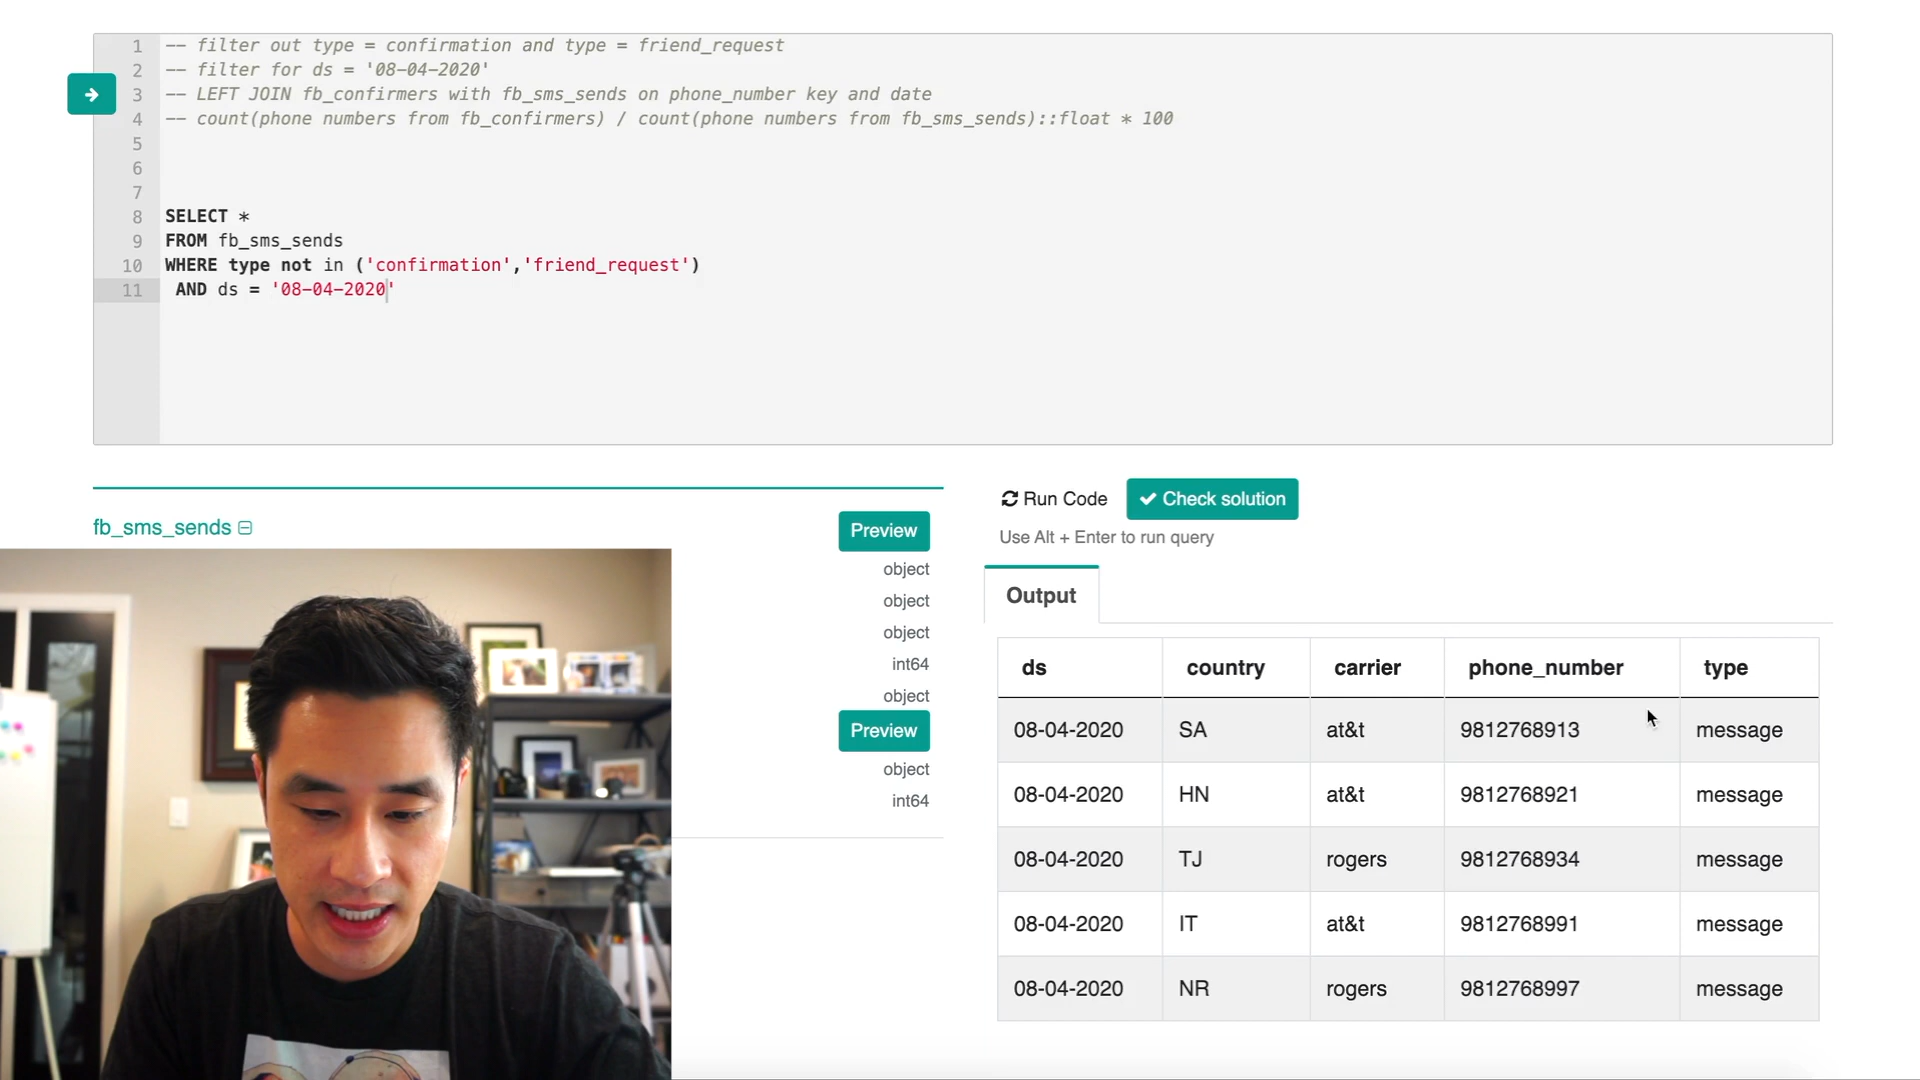 1 -- filter out type = confirmation and type = friend_request
2 -- filter for ds = '08-04-2020'
3 -- LEFT JOIN fb_confirmers with fb_sms_sends on phone_number key and date
4 -- count(phone numbers from fb_confirmers) / count(phone numbers from fb_sms_sends)::float * 100
5
6
7
8 SELECT *
9 FROM fb_sms_sends
10 WHERE type not in ('confirmation','friend_request')
11 AND ds = '08-04-2020'
fb_sms_sends
Preview
object
object
object
int64
object
Preview
object
int64
Run Code Check solution
Use Alt + Enter to run query
Output
ds country carrier phone_number type
08-04-2020 SA at&t 9812768913 message
08-04-2020 HN at&t 9812768921 message
08-04-2020 TJ rogers 9812768934 message
08-04-2020 IT at&t 9812768991 message
08-04-2020 NR rogers 9812768997 message